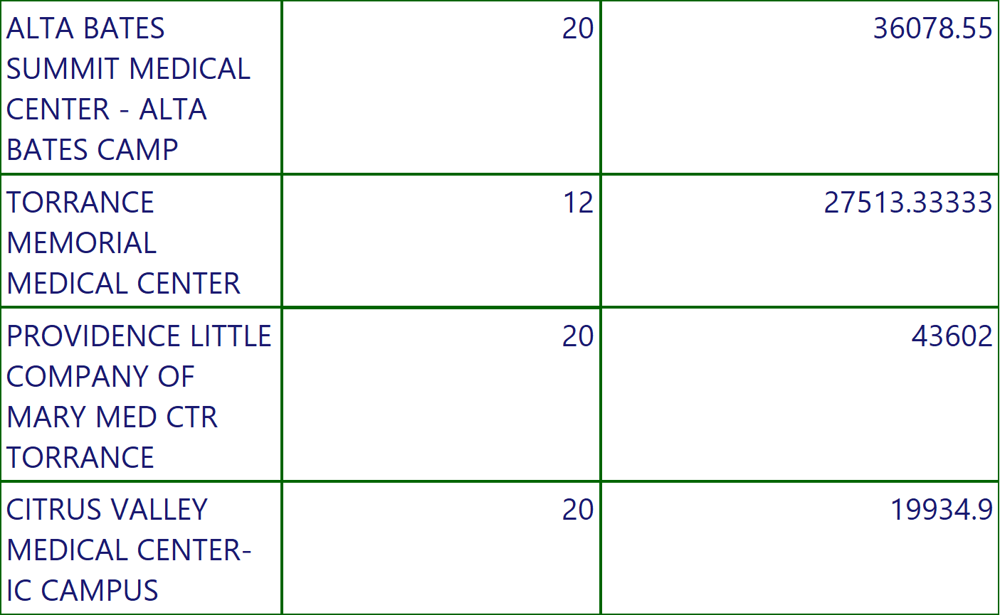 ALTA BATES 20 36078.55
SUMMIT MEDICAL
CENTER - ALTA
BATES CAMP
TORRANCE 12 27513.33333
MEMORIAL
MEDICAL CENTER
PROVIDENCE LITTLE 20 43602
COMPANY OF
MARY MED CTR
TORRANCE
CITRUS VALLEY 20 19934.9
MEDICAL CENTER-
IC CAMPUS